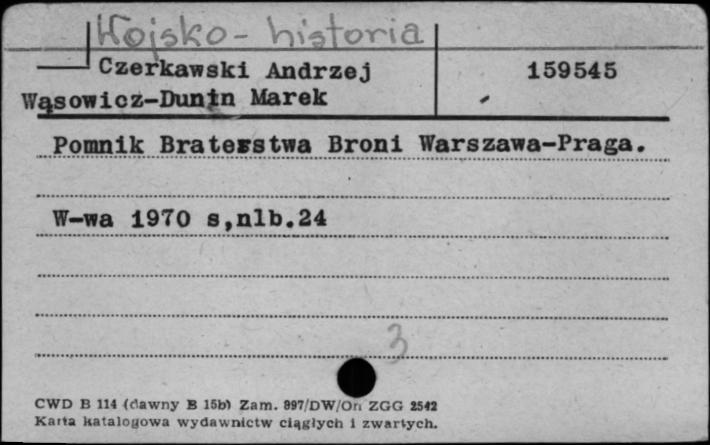 Wojsko - historia
Czerkawski Andrzej 159545
Wąsowicz-Dunin Marek
Pomnik Braterstwa Broni Warszawa-Praga.
W-wa 1970 s,nlb.24
3
CWD B 114 (dawny B 15b) Zam. 897/DW/On ZGG 2542
Karta katalogowa wydawnictw ciągłych i zwartych.